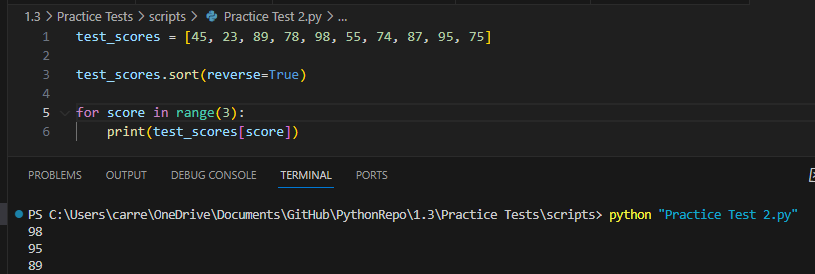 1.3 > Practice Tests > scripts > Practice Test 2.py > ...
1 test_scores = [45, 23, 89, 78, 98, 55, 74, 87, 95, 75]
2
3 test_scores.sort(reverse=True)
4
5 for score in range(3):
6 print(test_scores[score])
PROBLEMS OUTPUT DEBUG CONSOLE TERMINAL PORTS
PS C:\Users\carre\OneDrive\Documents\GitHub\PythonRepo\1.3\Practice Tests\scripts> python "Practice Test 2.py"
98
95
89